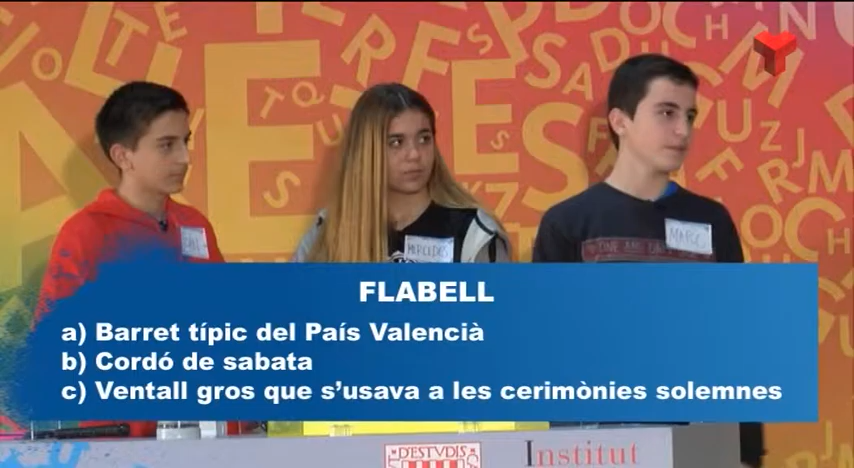 MERCEDES
MARC
FLABELL
a) Barret típic del País Valencià
b) Cordó de sabata
c) Ventall gros que s'usava a les cerimònies solemnes
D'ESTVDIS
Institut